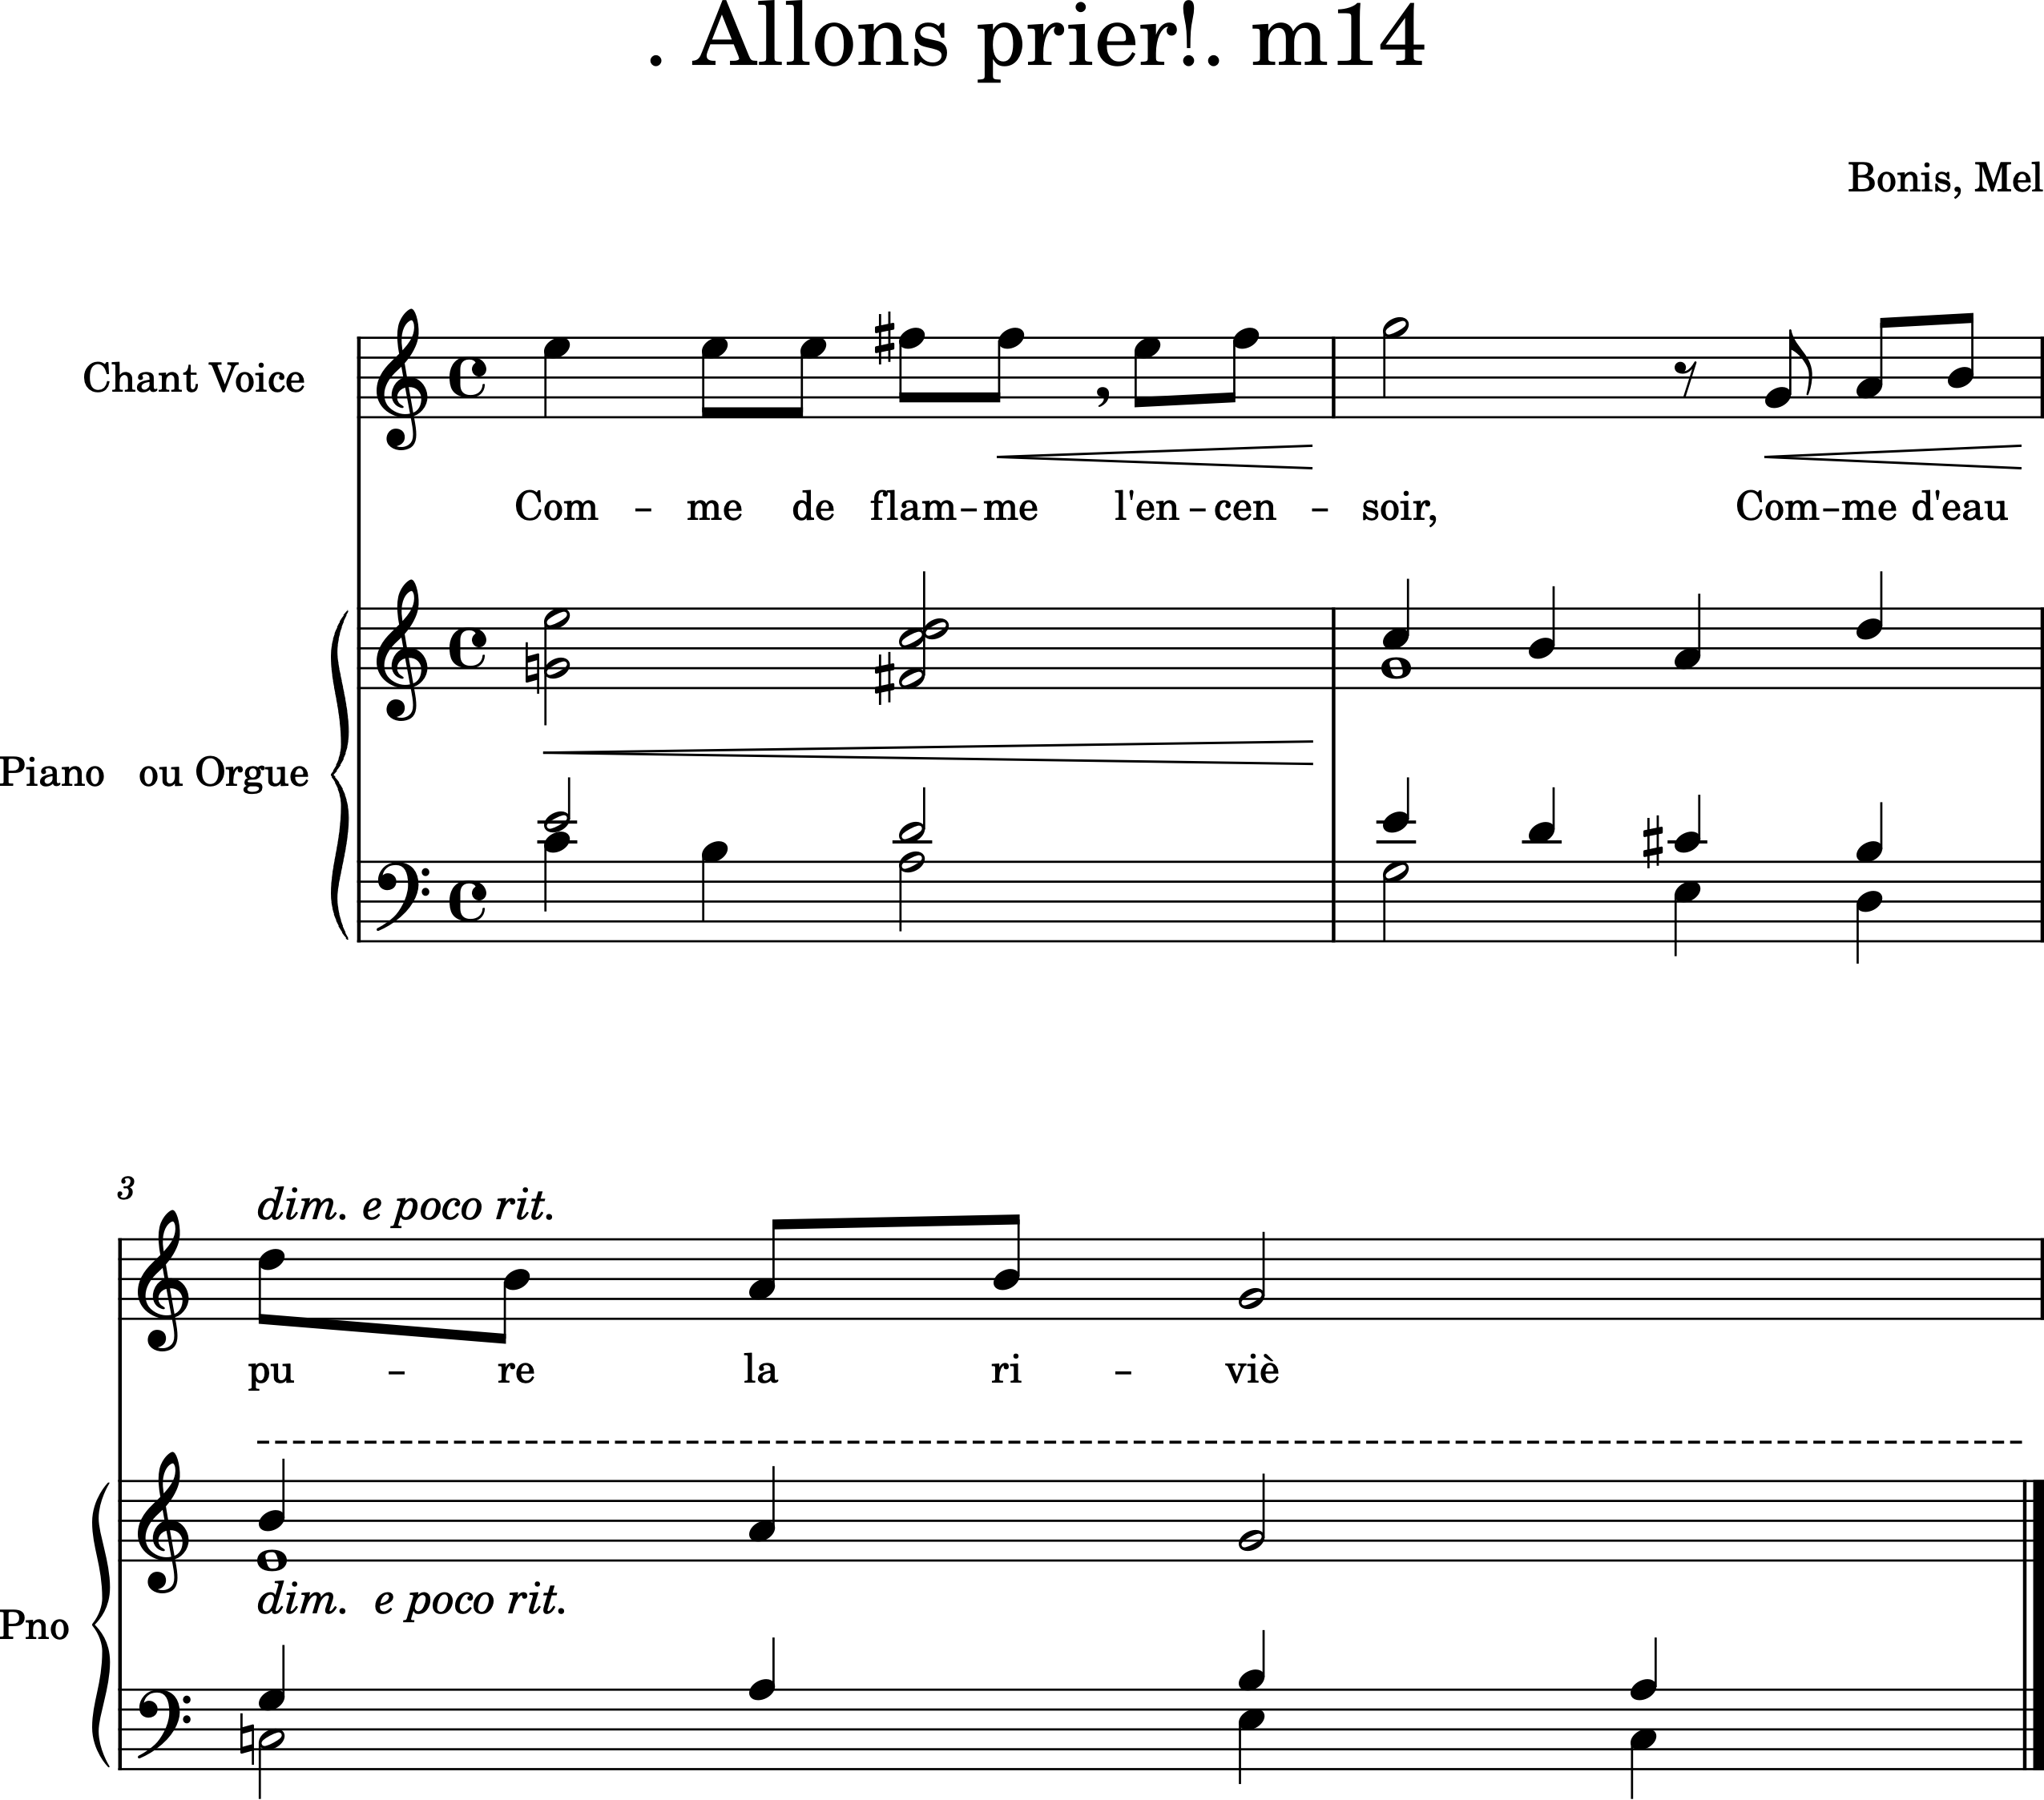 . Allons prier!. m14
Bonis, Mel
Chant Voice
Com – me de flam–me l'en–cen – soir, Com–me d'eau
Piano ou Orgue
3
dim. e poco rit.
pu – re la ri – viè
dim. e poco rit.
Pno